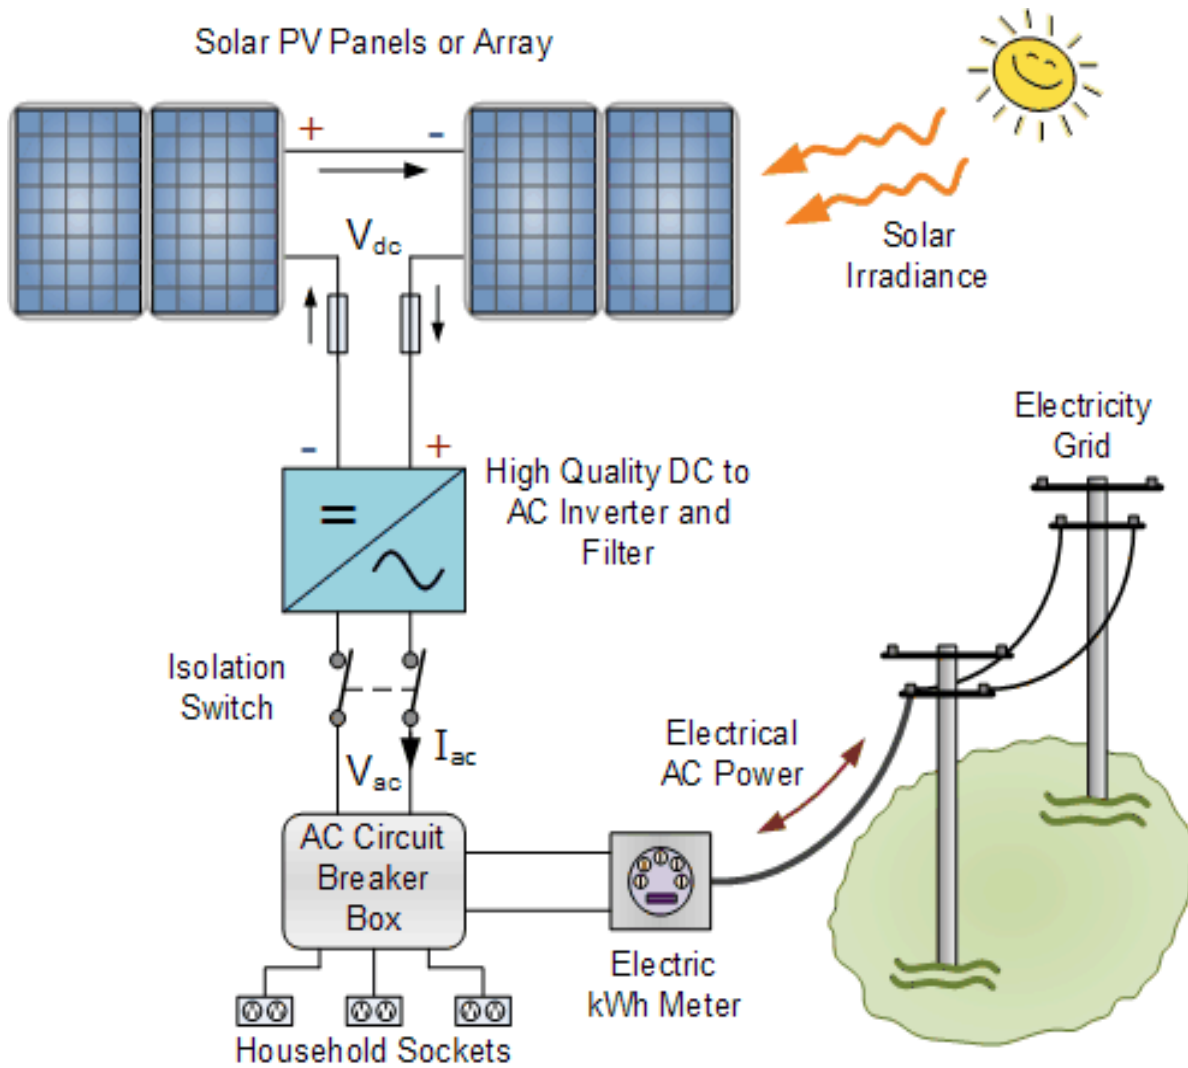 Solar PV Panels or Array
+ -
Vdc
Solar
Irradiance
- +
High Quality DC to
AC Inverter and
Filter
=
Electricity
Grid
Isolation
Switch
Iac
Vac
Electrical
AC Power
AC Circuit
Breaker
Box
Electric
kWh Meter
Household Sockets